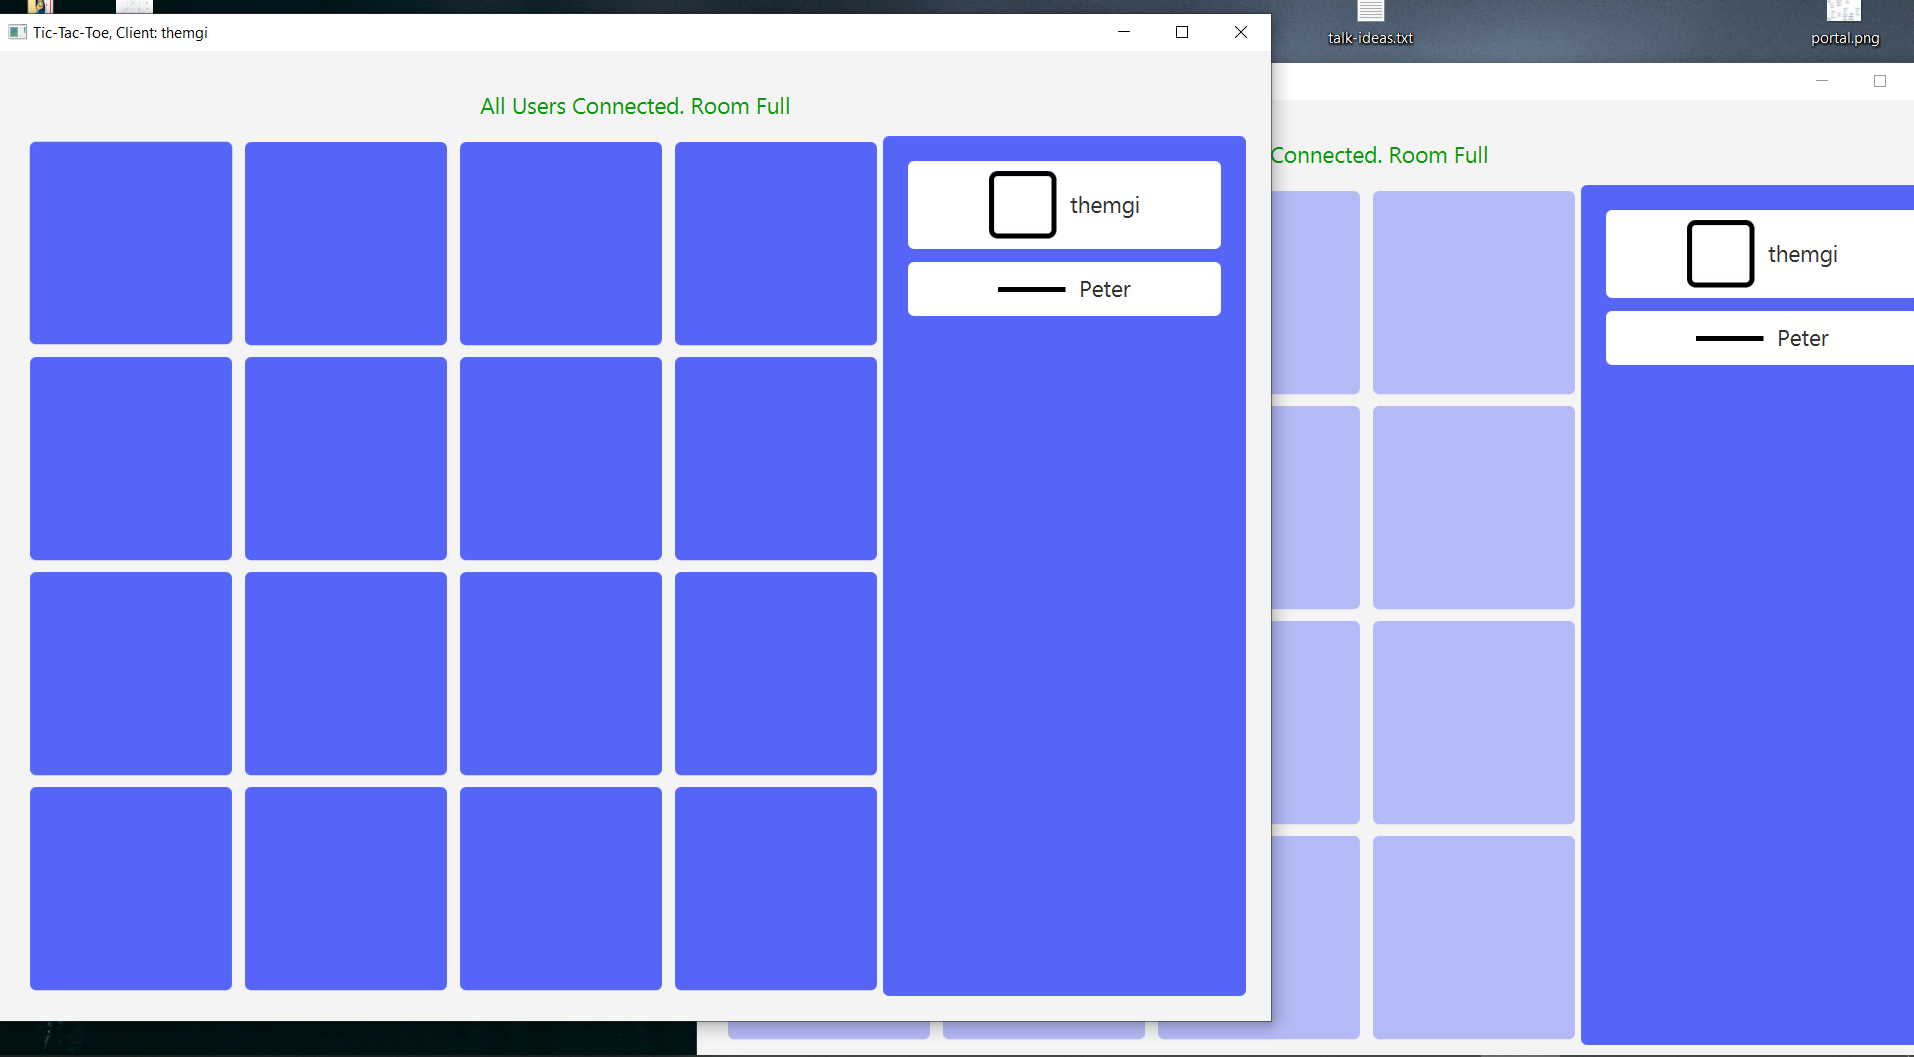 talk-ideas.txt
portal.png
Tic-Tac-Toe, Client: themgi
All Users Connected. Room Full
themgi
Peter
Connected. Room Full
themgi
Peter